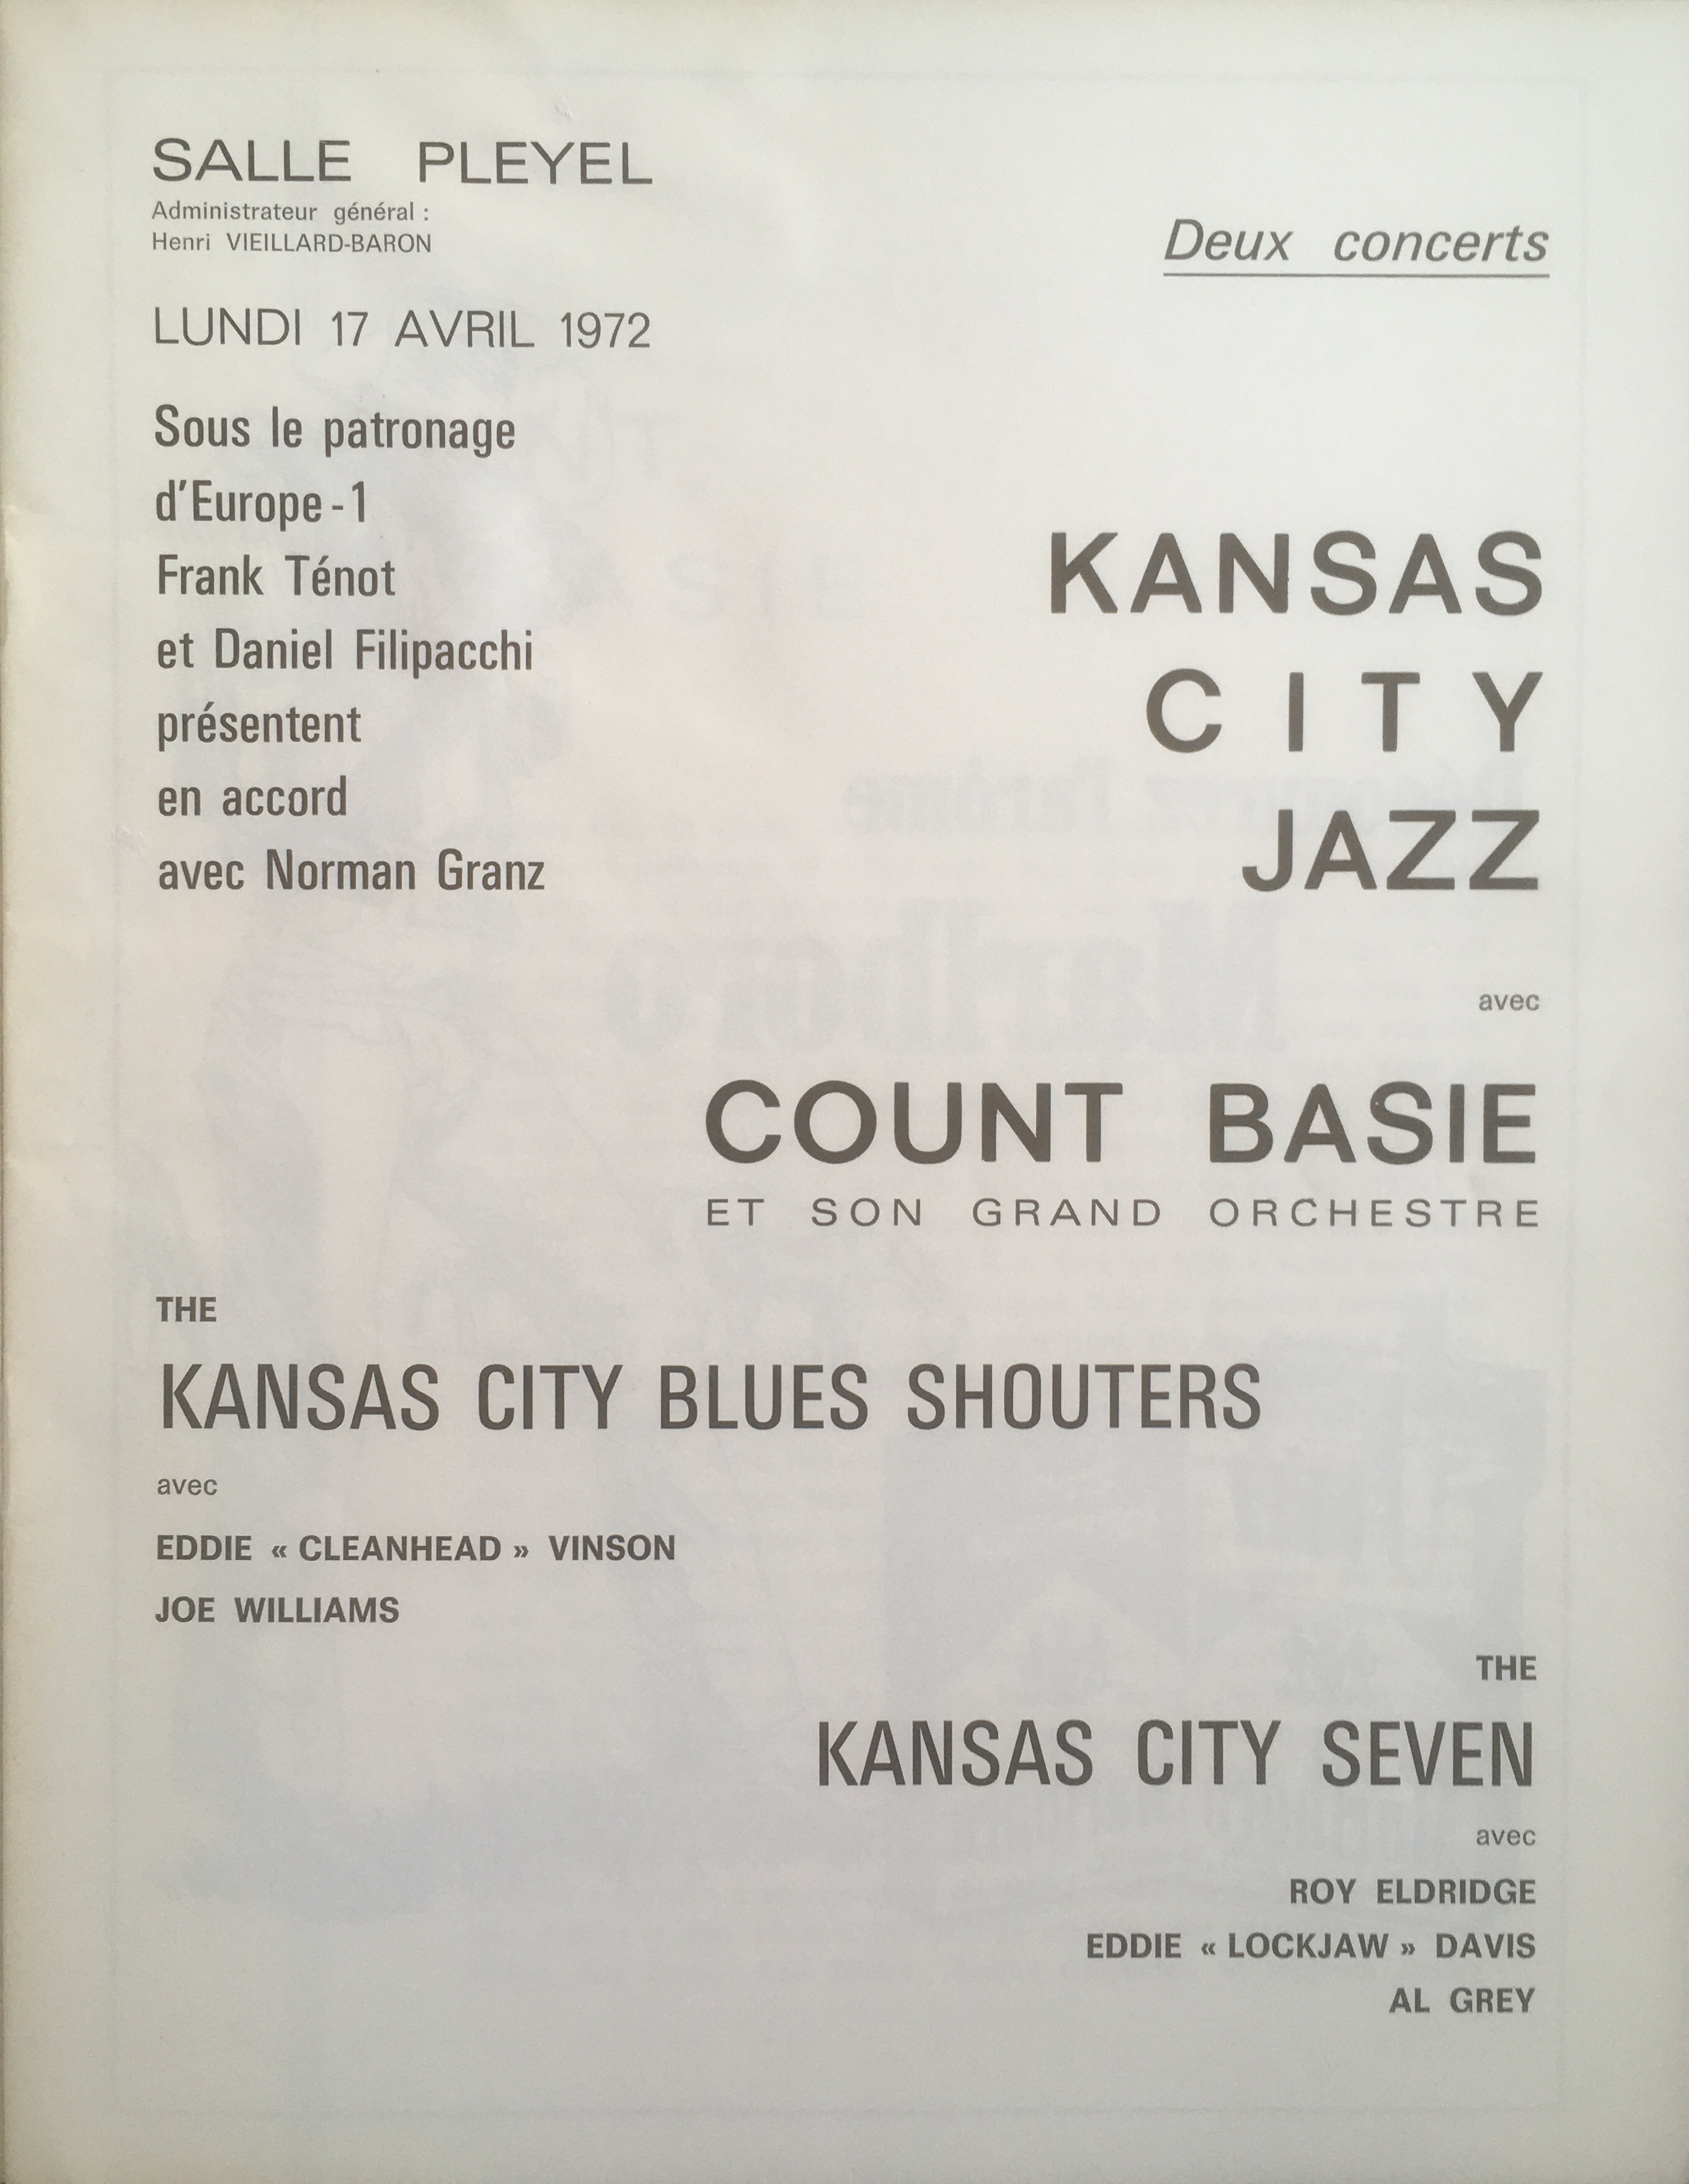 SALLE PLEYEL
Administrateur général :
Henri VIEILLARD-BARON
Deux concerts
LUNDI 17 AVRIL 1972
Sous le patronage
d'Europe-1
Frank Ténot
et Daniel Filipacchi
présentent
en accord
avec Norman Granz
KANSAS
CITY
JAZZ
avec
COUNT BASIE
ET SON GRAND ORCHESTRE
THE
KANSAS CITY BLUES SHOUTERS
avec
EDDIE « CLEANHEAD » VINSON
JOE WILLIAMS
THE
KANSAS CITY SEVEN
avec
ROY ELDRIDGE
EDDIE « LOCKJAW » DAVIS
AL GREY